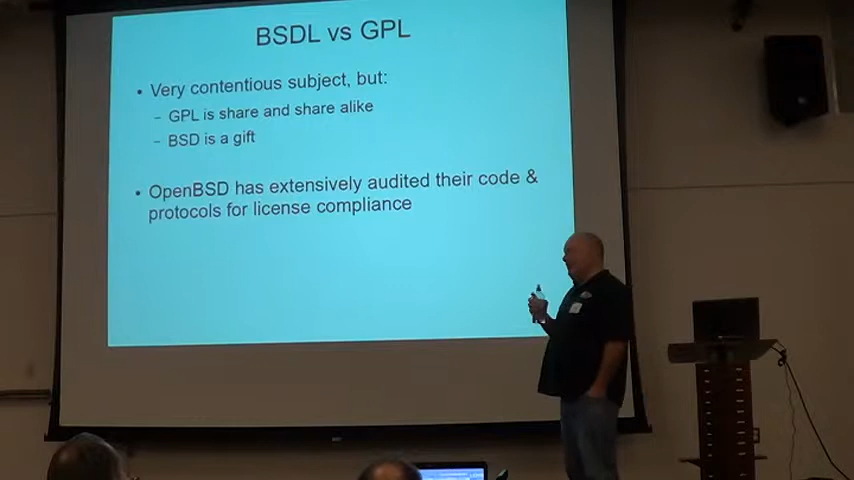 BSDL vs GPL
• Very contentious subject, but:
– GPL is share and share alike
– BSD is a gift
• OpenBSD has extensively audited their code &
protocols for license compliance